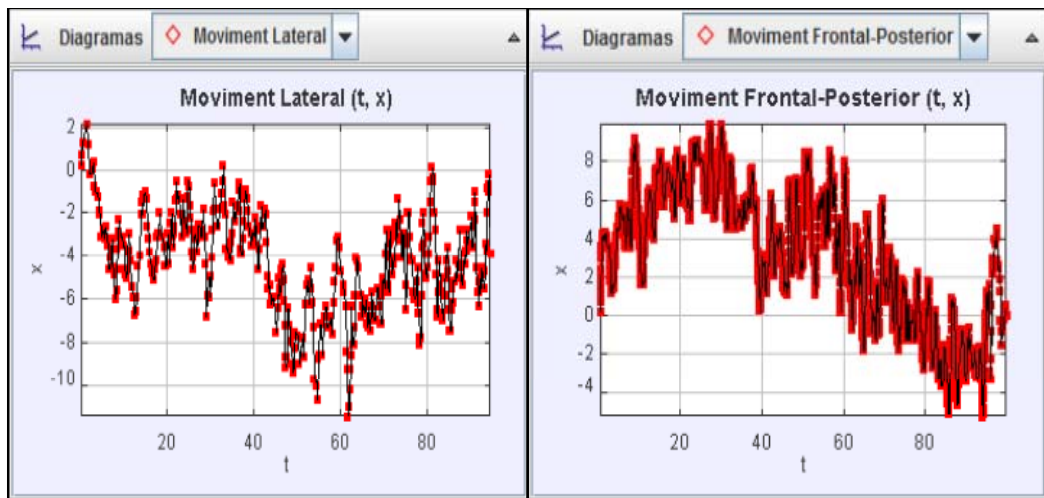 Diagramas Moviment Lateral
Moviment Lateral (t, x)
2
0
-2
-4
-6
-8
-10
x
20 40 60 80
t
Diagramas Moviment Frontal-Posterior
Moviment Frontal-Posterior (t, x)
8
6
4
2
0
-2
-4
x
20 40 60 80
t